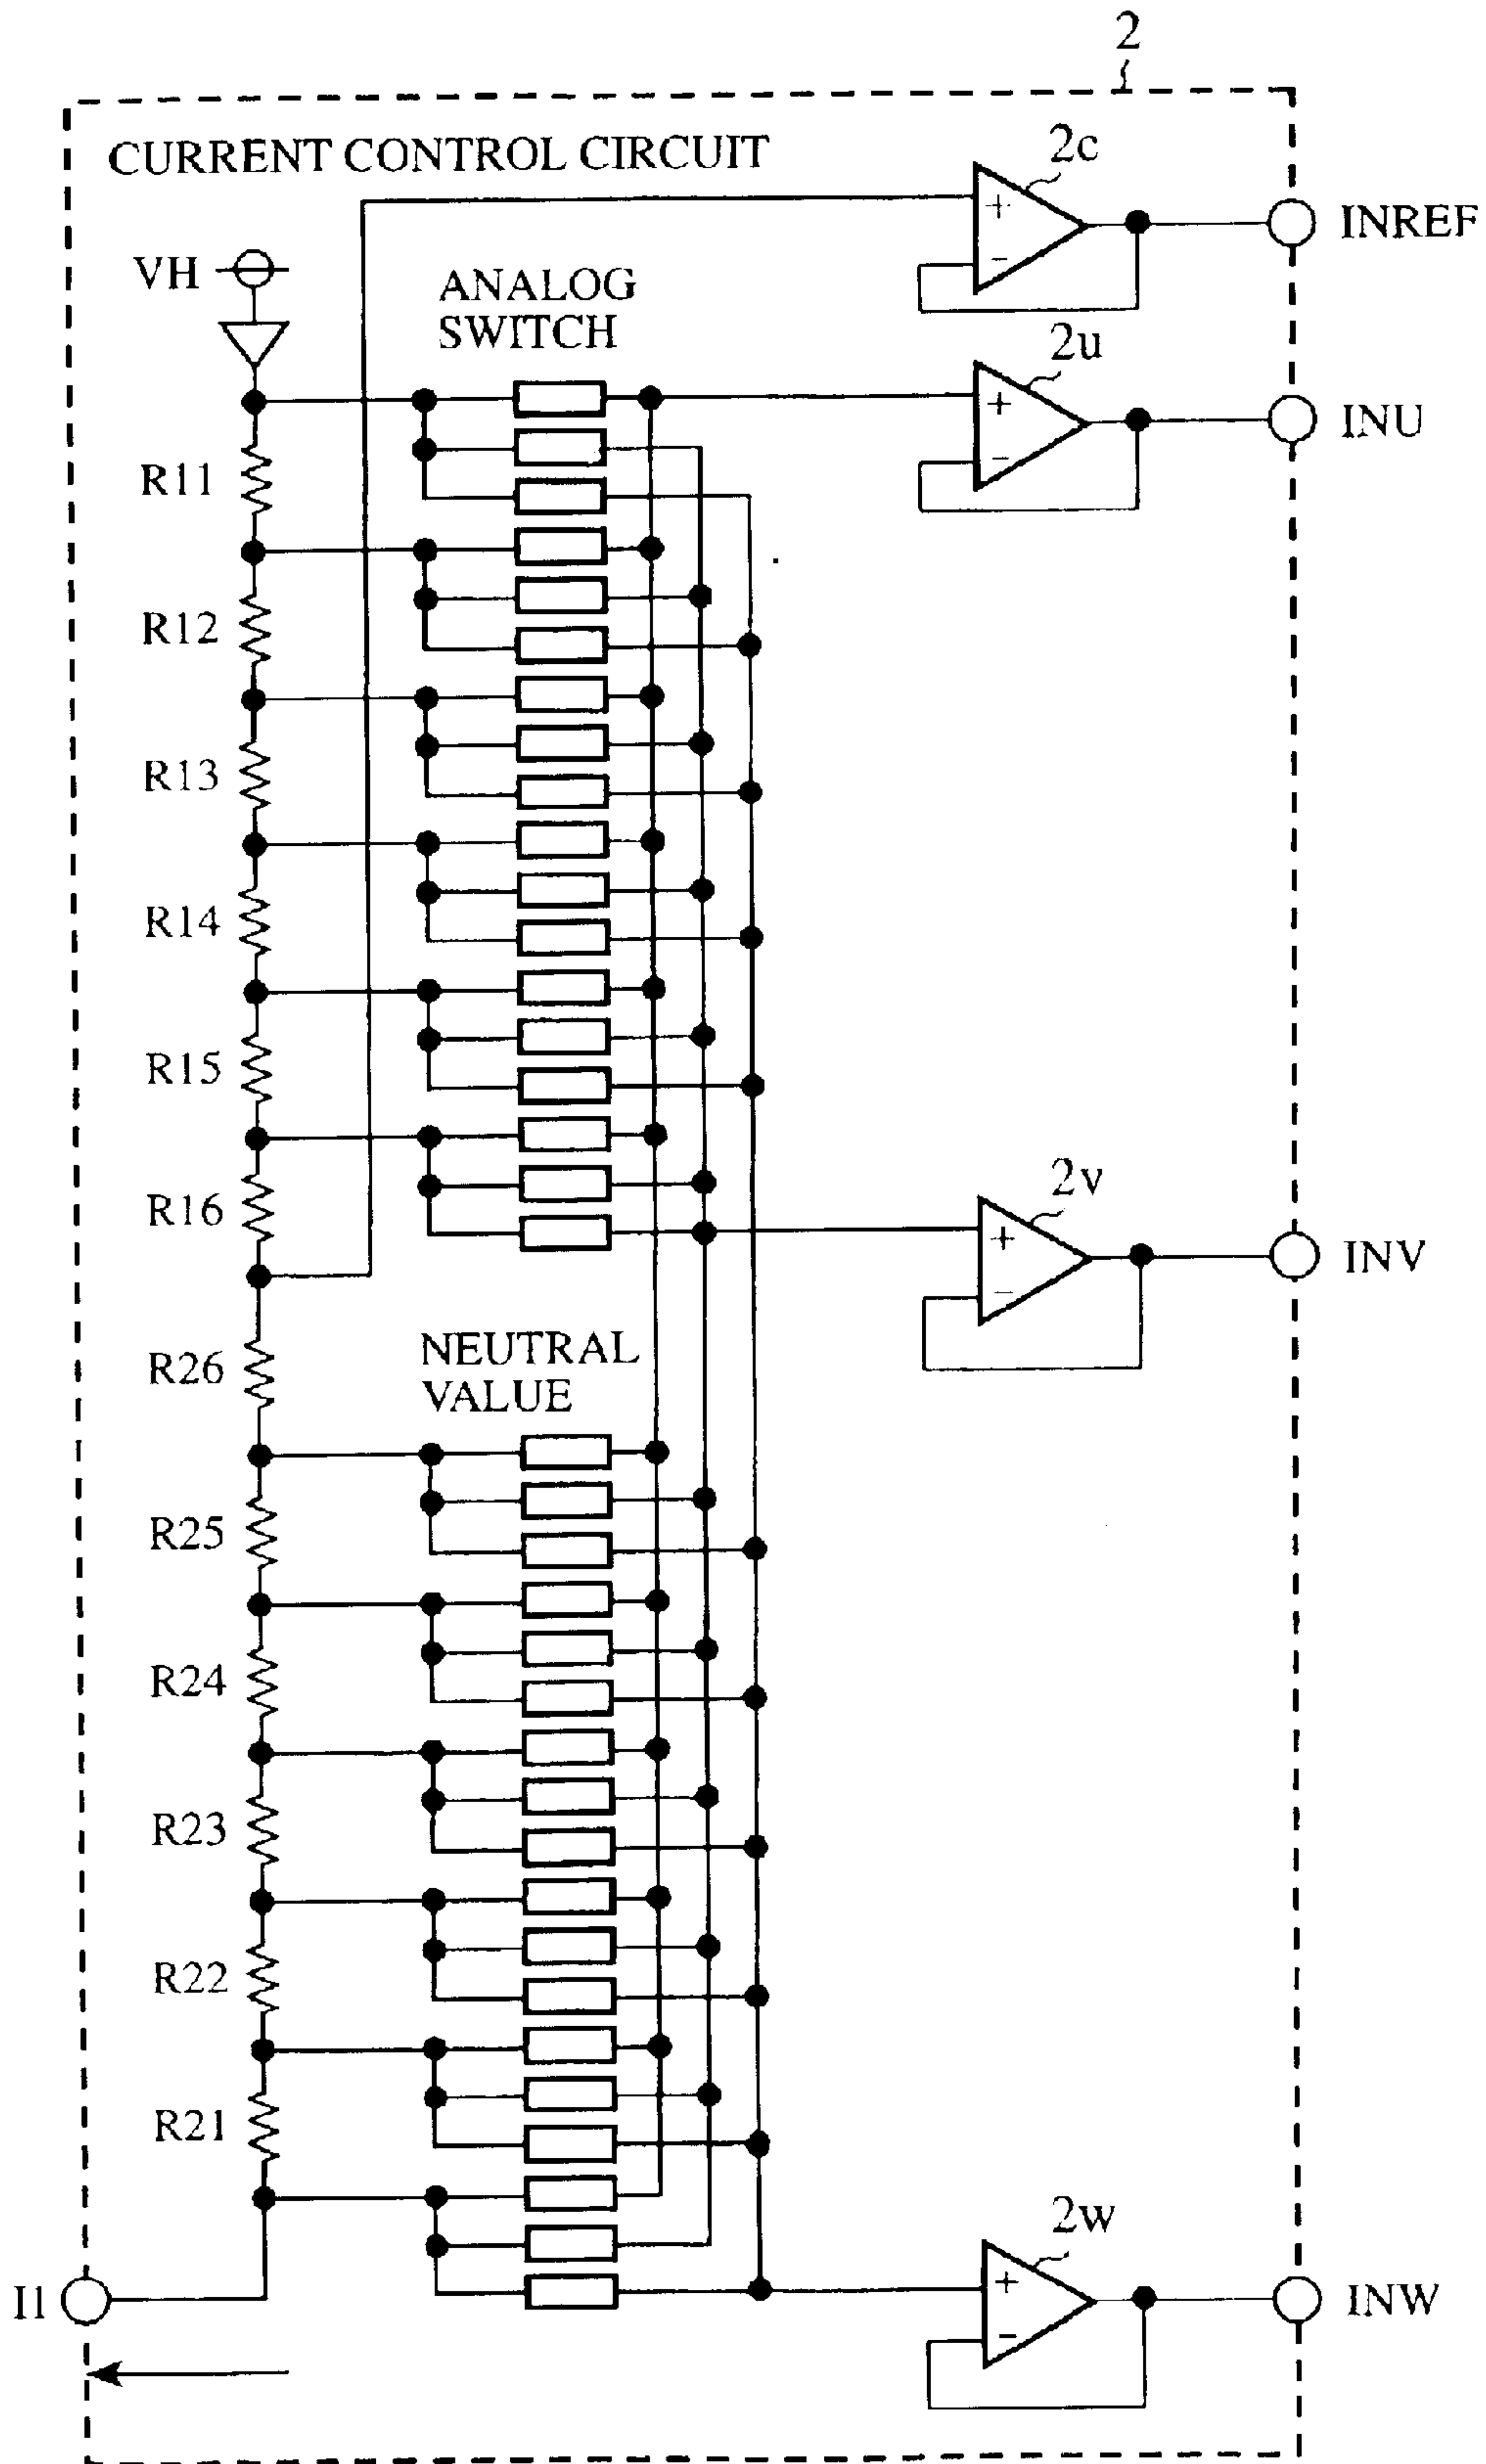 2
CURRENT CONTROL CIRCUIT
2c
+
−
INREF
VH
ANALOG
SWITCH
2u
+
−
INU
R11
R12
R13
R14
R15
R16
2v
+
−
INV
R26
NEUTRAL
VALUE
R25
R24
R23
R22
R21
2w
+
−
INW
I1